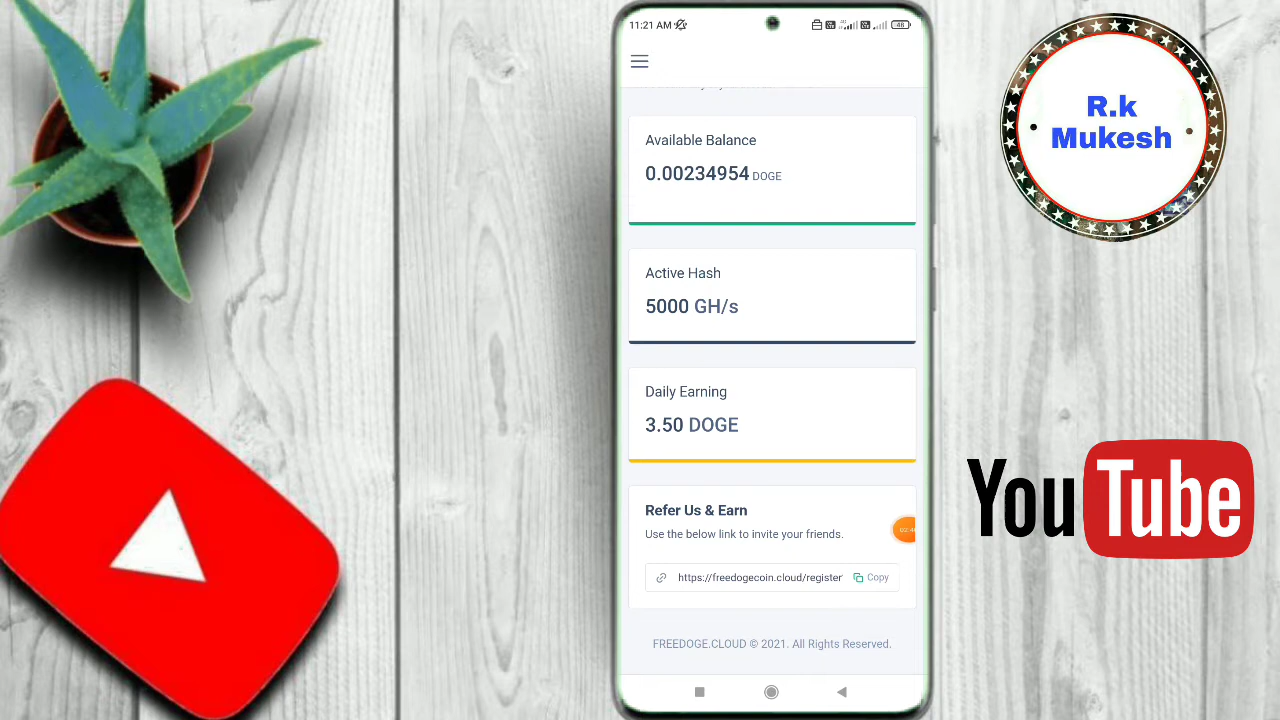 11:21 AM
46
Available Balance
0.00234954 DOGE
Active Hash
5000 GH/s
Daily Earning
3.50 DOGE
Refer Us & Earn
Use the below link to invite your friends.
https://freedogecoin.cloud/register
Copy
FREEDOGE.CLOUD © 2021. All Rights Reserved.
R.k
Mukesh
YouTube